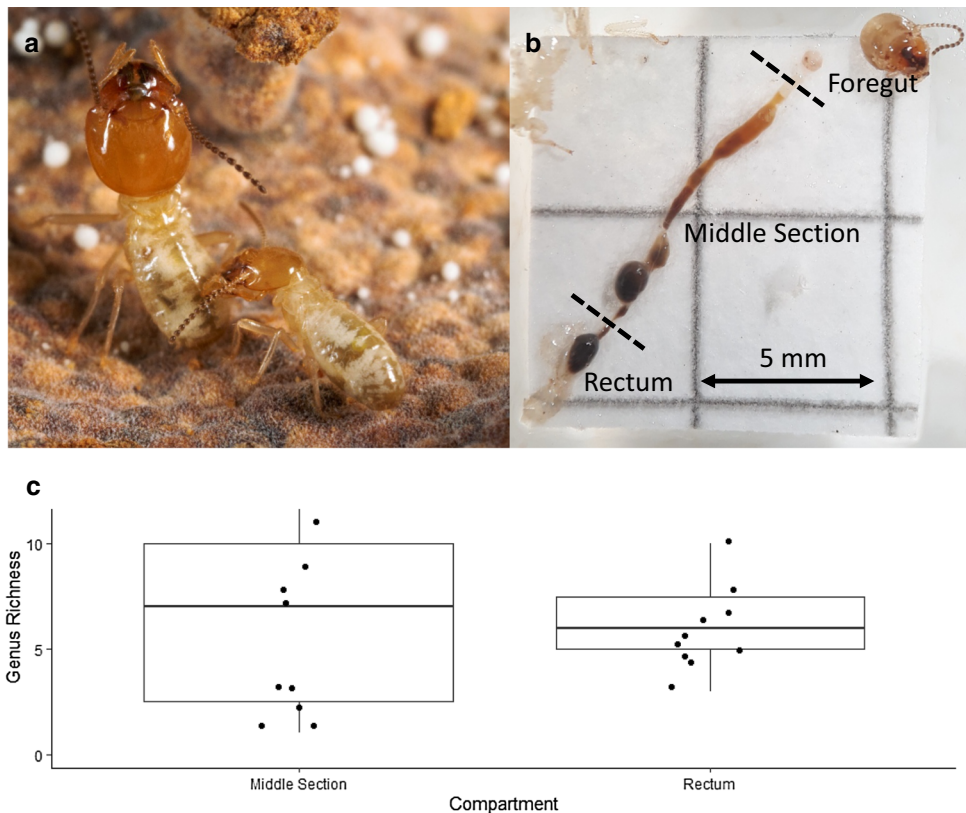 a
b
Foregut
Middle Section
Rectum
5 mm
c
Genus Richness
10
5
0
Middle Section
Rectum
Compartment